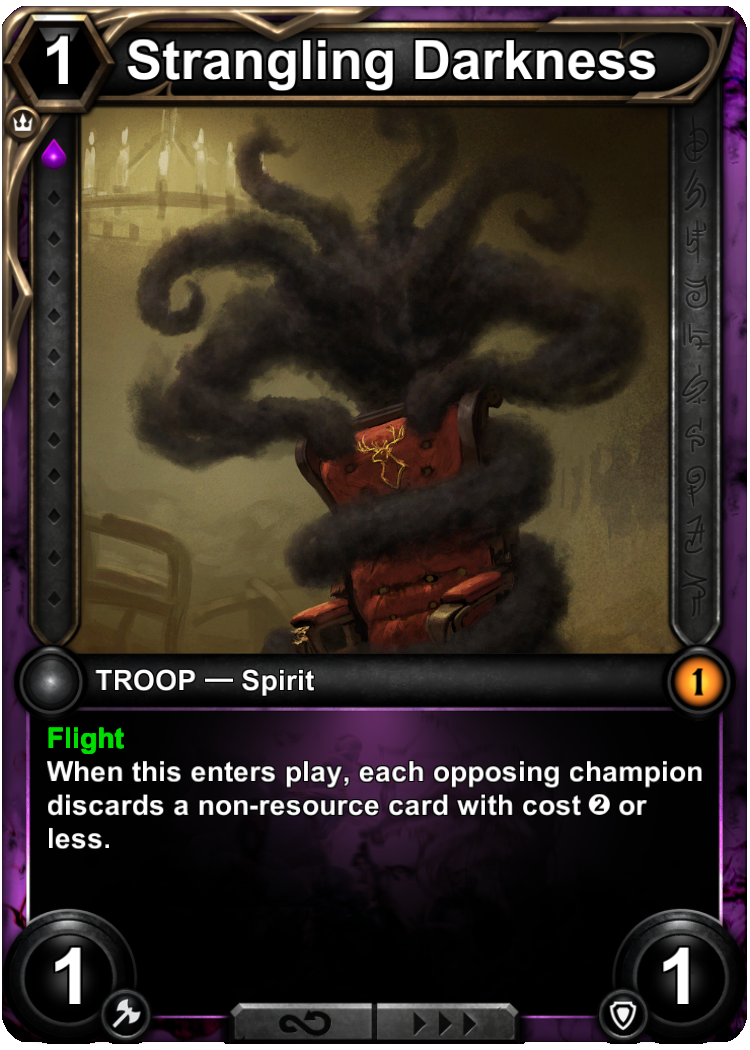 1 Strangling Darkness
TROOP — Spirit 1
Flight
When this enters play, each opposing champion
discards a non-resource card with cost ❷ or
less.
1 1